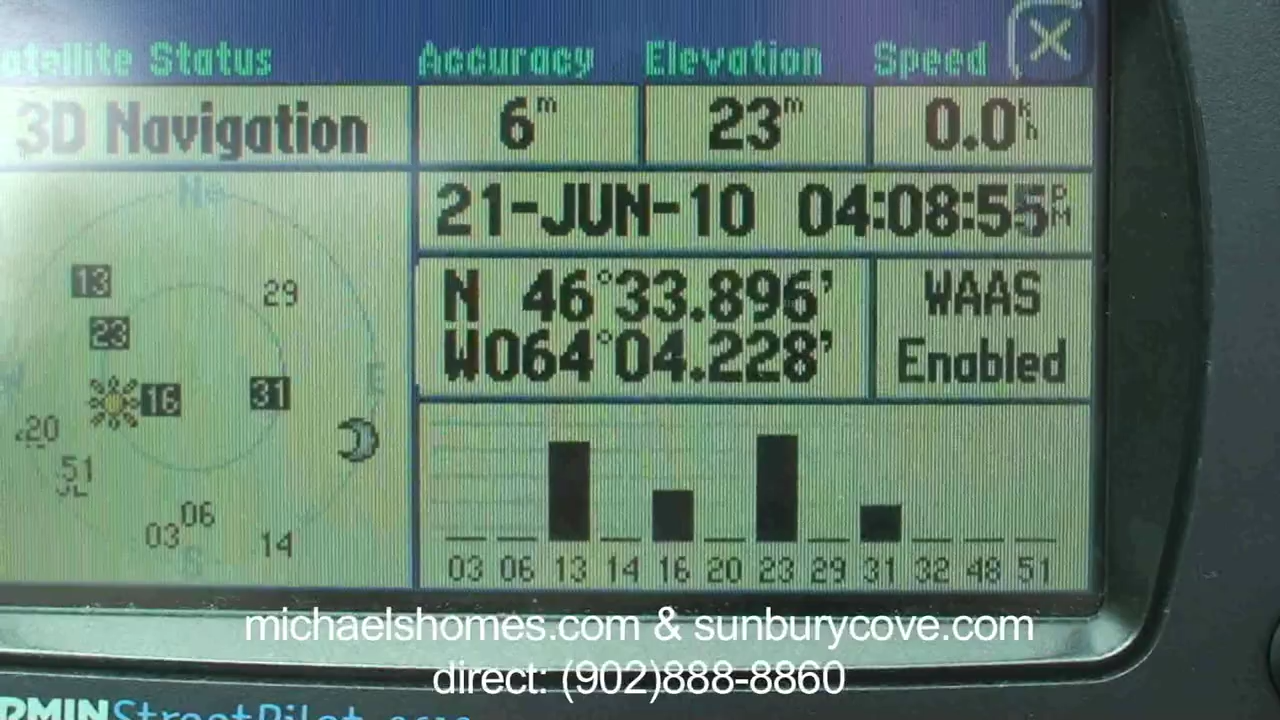 Satellite Status Accuracy Elevation Speed
3D Navigation 6m 23m 0.0kh
21-JUN-10 04:08:55PM
N 46°33.896'
W064°04.228'
WAAS
Enabled
N
13 29
23
16 31 E
20
51
06
03 14
S
03 06 13 14 16 20 23 29 31 32 48 51
michaelshomes.com & sunburycove.com
direct: (902)888-8860
RMIN StreetPilot